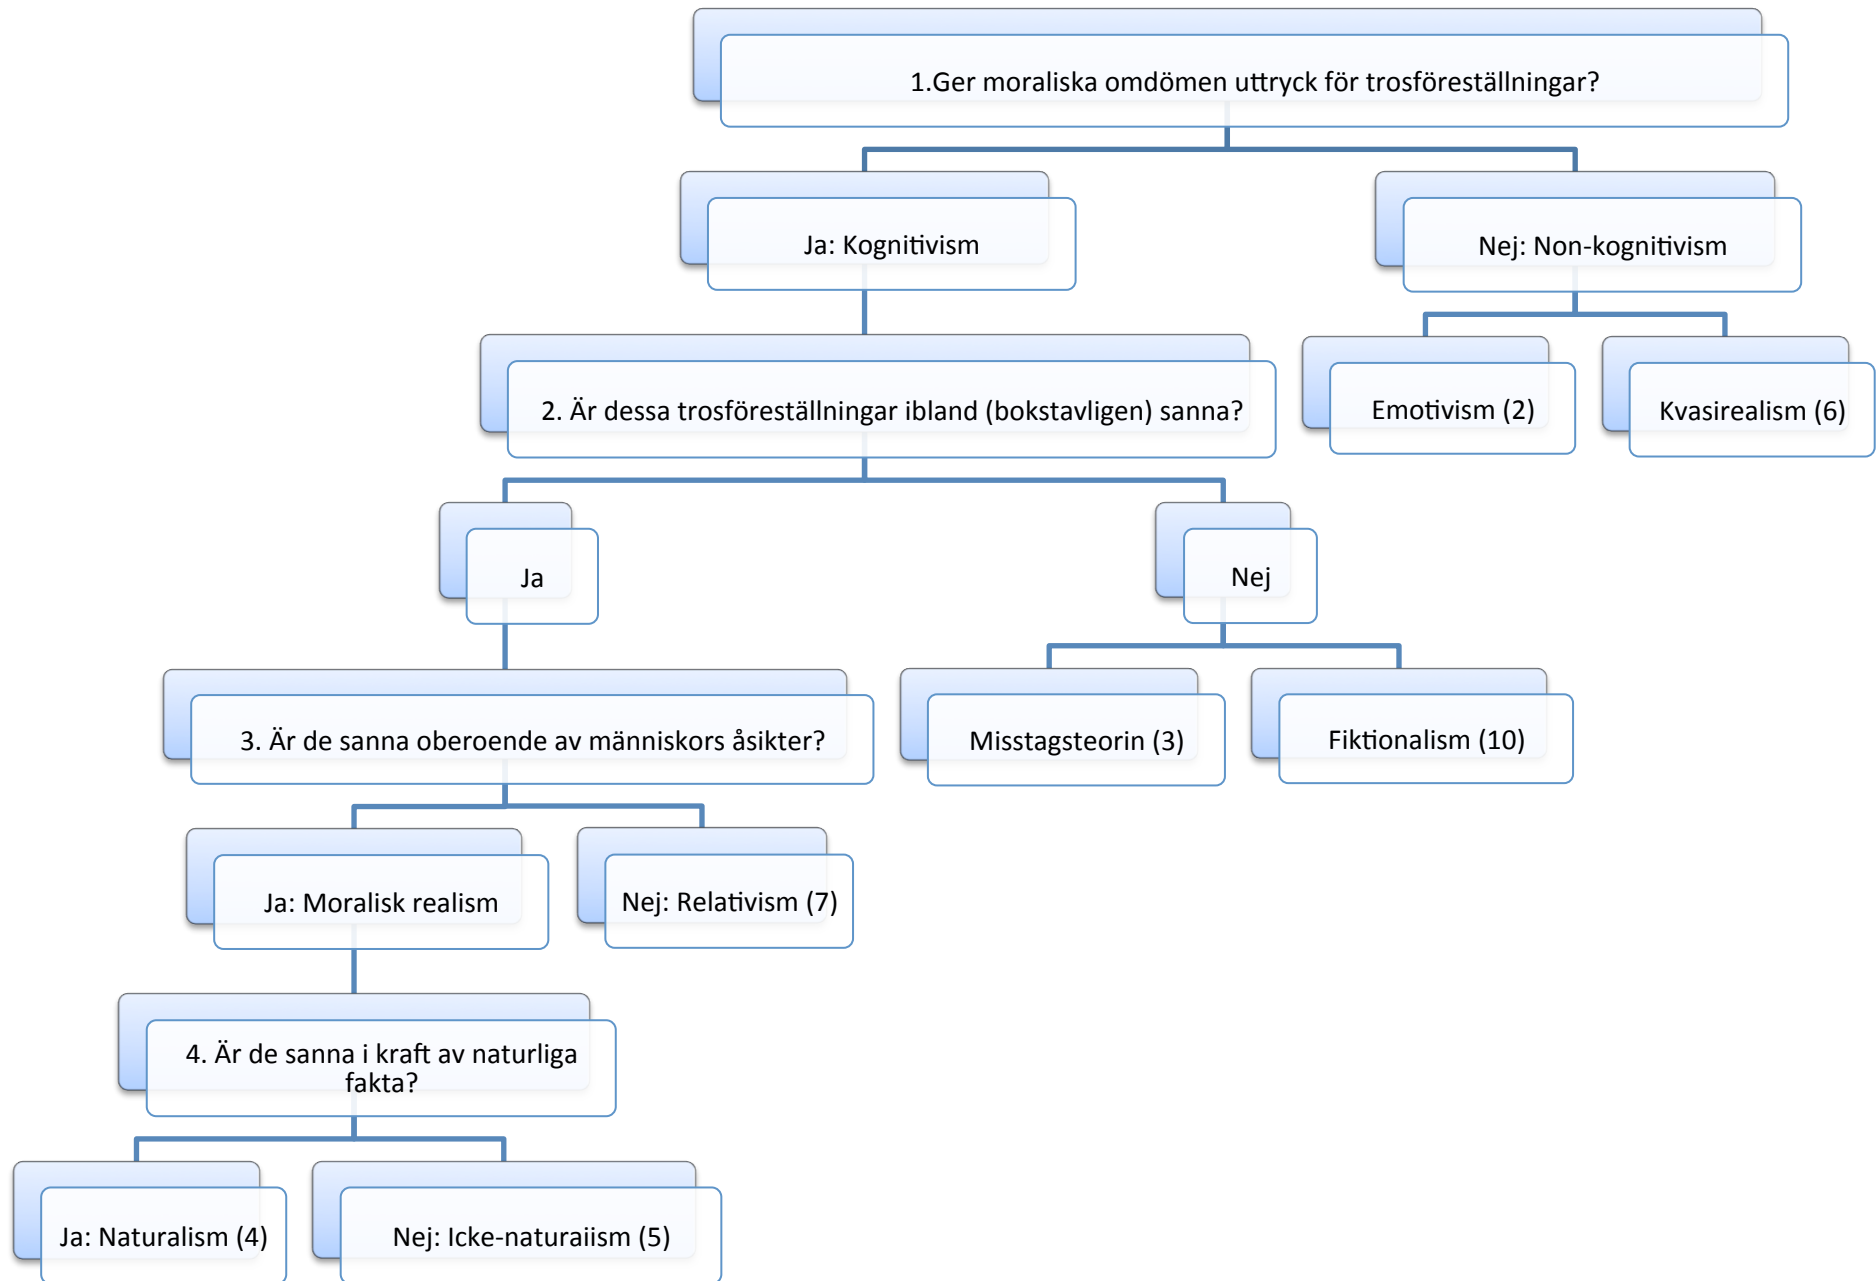 1.Ger moraliska omdömen uttryck för trosföreställningar?
Ja: Kognitivism
Nej: Non-kognitivism
2. Är dessa trosföreställningar ibland (bokstavligen) sanna?
Emotivism (2)
Kvasirealism (6)
Ja
Nej
3. Är de sanna oberoende av människors åsikter?
Misstagsteorin (3)
Fiktionalism (10)
Ja: Moralisk realism
Nej: Relativism (7)
4. Är de sanna i kraft av naturliga
fakta?
Ja: Naturalism (4)
Nej: Icke-naturaiism (5)